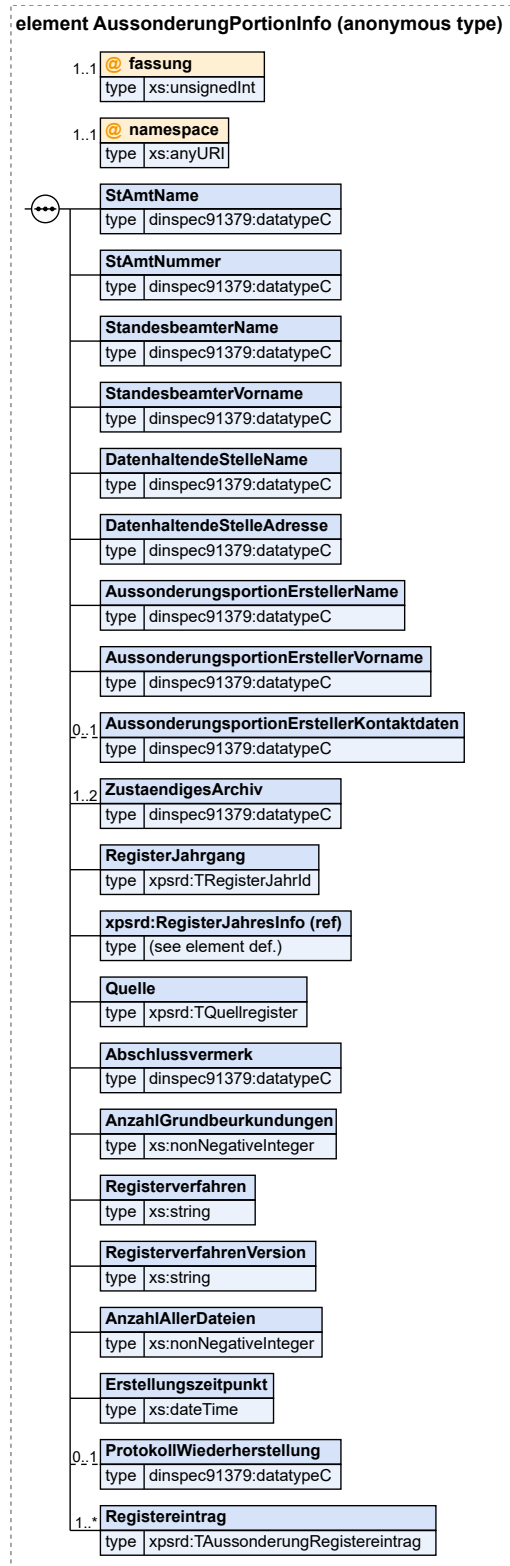 element AussonderungPortionInfo (anonymous type)
1..1 @ fassung
type xs:unsignedInt
1..1 @ namespace
type xs:anyURI
StAmtName
type dinspec91379:datatypeC
StAmtNummer
type dinspec91379:datatypeC
StandesbeamterName
type dinspec91379:datatypeC
StandesbeamterVorname
type dinspec91379:datatypeC
DatenhaltendeStelleName
type dinspec91379:datatypeC
DatenhaltendeStelleAdresse
type dinspec91379:datatypeC
AussonderungsportionErstellerName
type dinspec91379:datatypeC
AussonderungsportionErstellerVorname
type dinspec91379:datatypeC
0..1 AussonderungsportionErstellerKontaktdaten
type dinspec91379:datatypeC
1..2 ZustaendigesArchiv
type dinspec91379:datatypeC
RegisterJahrgang
type xpsrd:TRegisterJahrId
xpsrd:RegisterJahresInfo (ref)
type (see element def.)
Quelle
type xpsrd:TQuellregister
Abschlussvermerk
type dinspec91379:datatypeC
AnzahlGrundbeurkundungen
type xs:nonNegativeInteger
Registerverfahren
type xs:string
RegisterverfahrenVersion
type xs:string
AnzahlAllerDateien
type xs:nonNegativeInteger
Erstellungszeitpunkt
type xs:dateTime
0..1 ProtokollWiederherstellung
type dinspec91379:datatypeC
1..* Registereintrag
type xpsrd:TAussonderungRegistereintrag